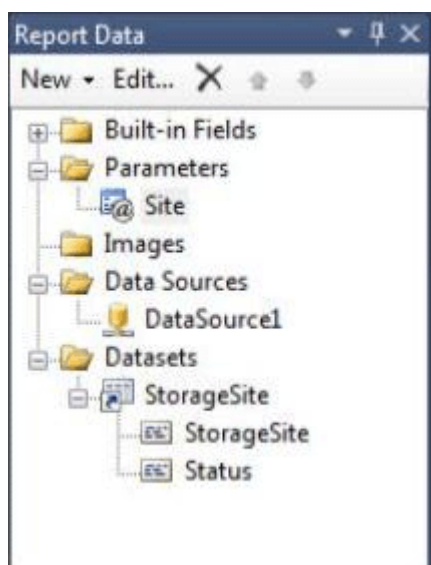 Report Data
New Edit...
Built-in Fields
Parameters
Site
Images
Data Sources
DataSource1
Datasets
StorageSite
StorageSite
Status